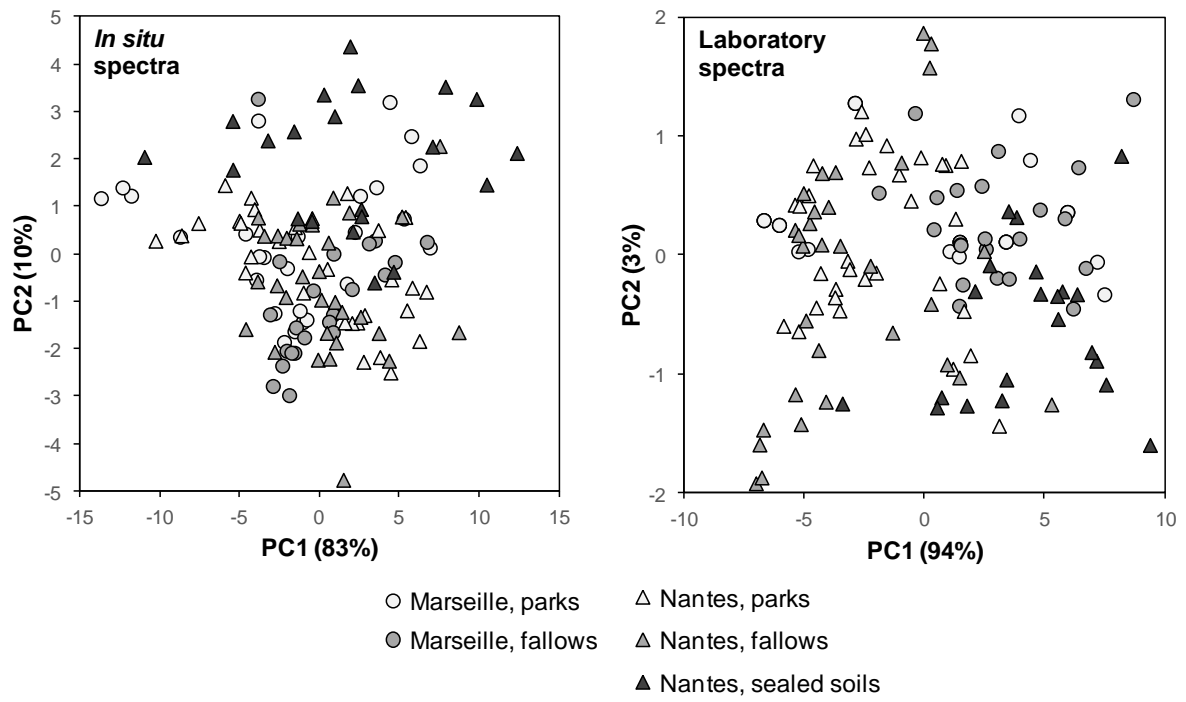 In situ
spectra
5
4
3
2
1
0
-1
-2
-3
-4
-5
PC2 (10%)
-15
-10
-5
0
5
10
15
PC1 (83%)
Laboratory
spectra
2
1
0
-1
-2
PC2 (3%)
-10
-5
0
5
10
PC1 (94%)
Marseille, parks
Nantes, parks
Marseille, fallows
Nantes, fallows
Nantes, sealed soils